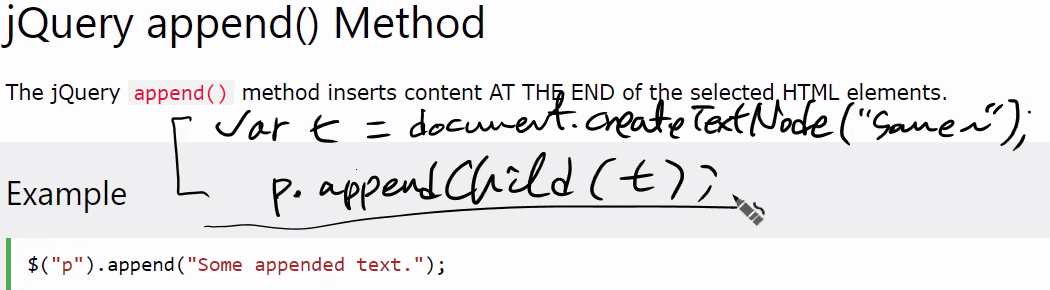 jQuery append() Method
The jQuery append() method inserts content AT THE END of the selected HTML elements.
var t = document.createTextNode("Some~");
p.appendChild(t);
Example
$("p").append("Some appended text.");